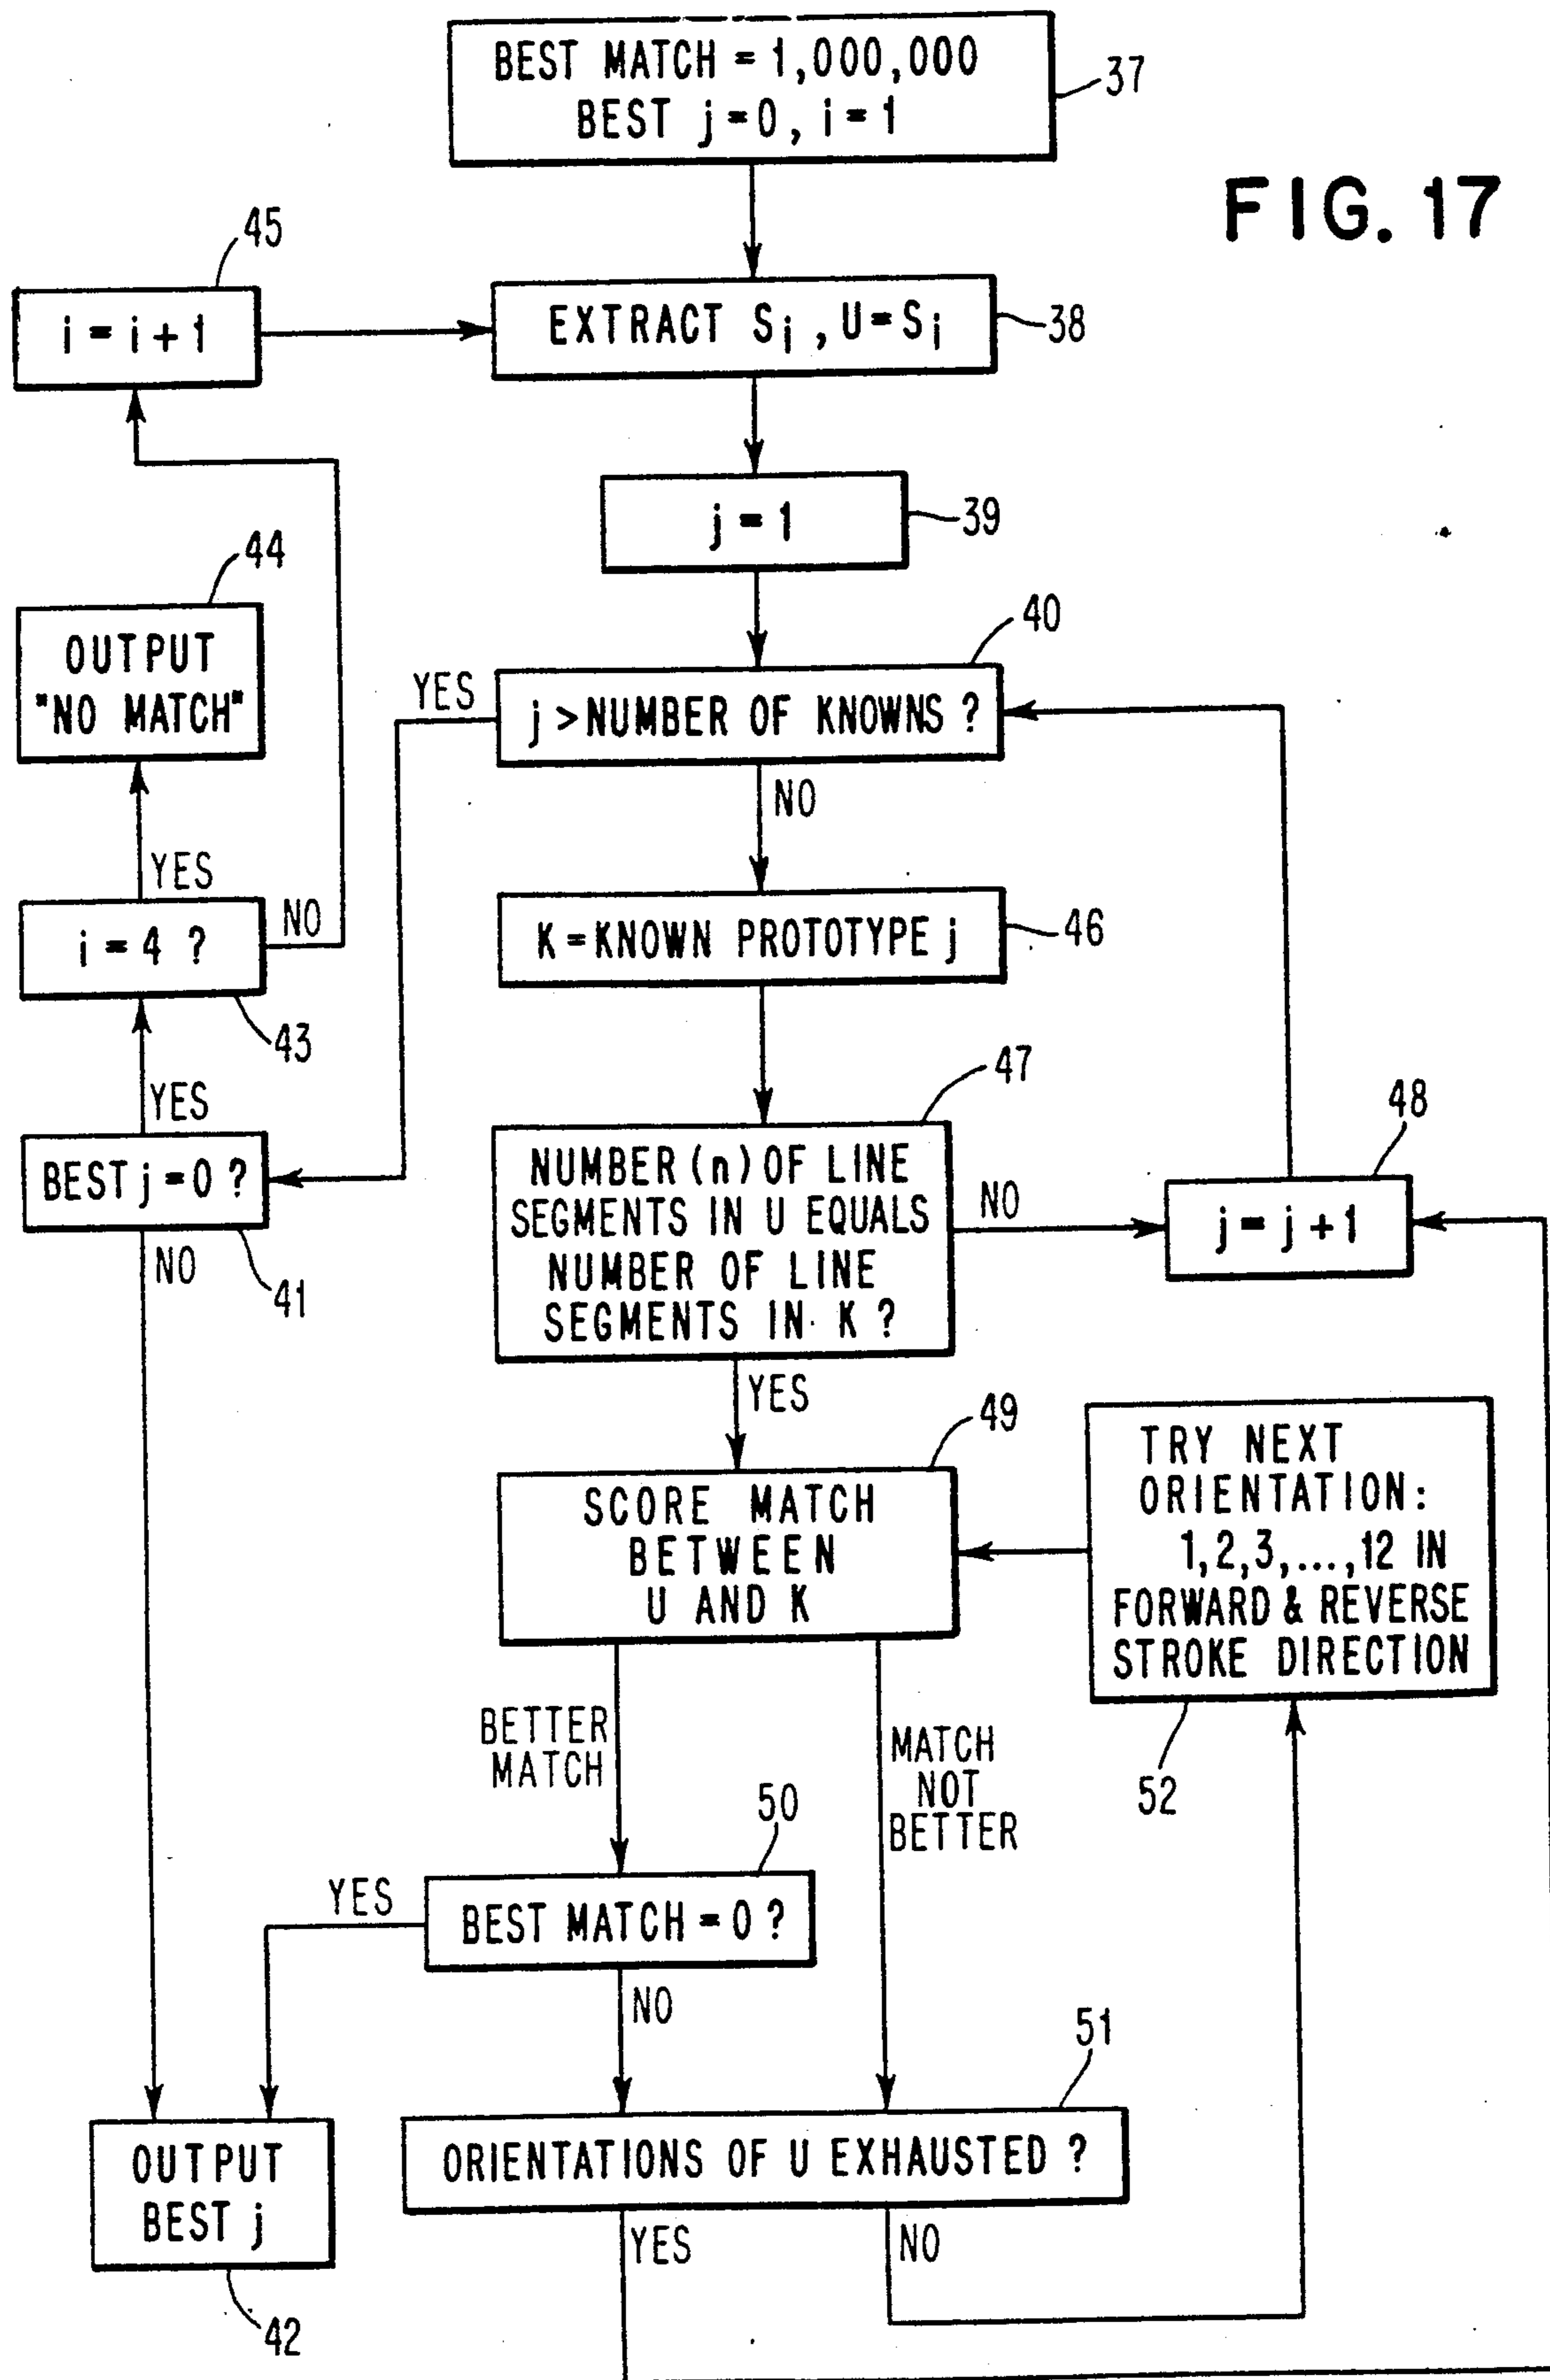 BEST MATCH = 1,000,000
BEST j = 0, i = 1
37
FIG. 17
45
i = i + 1
EXTRACT Si, U = Si
38
j = 1
39
44
OUTPUT
"NO MATCH"
40
YES
j > NUMBER OF KNOWNS ?
NO
YES
i = 4 ?
NO
43
K = KNOWN PROTOTYPE j
46
47
YES
BEST j = 0 ?
NO
41
NUMBER (n) OF LINE
SEGMENTS IN U EQUALS
NUMBER OF LINE
SEGMENTS IN K ?
NO
48
j = j + 1
YES
49
SCORE MATCH
BETWEEN
U AND K
TRY NEXT
ORIENTATION:
1,2,3,...,12 IN
FORWARD & REVERSE
STROKE DIRECTION
52
BETTER
MATCH
MATCH
NOT
BETTER
50
YES
BEST MATCH = 0 ?
NO
51
OUTPUT
BEST j
42
ORIENTATIONS OF U EXHAUSTED ?
YES
NO